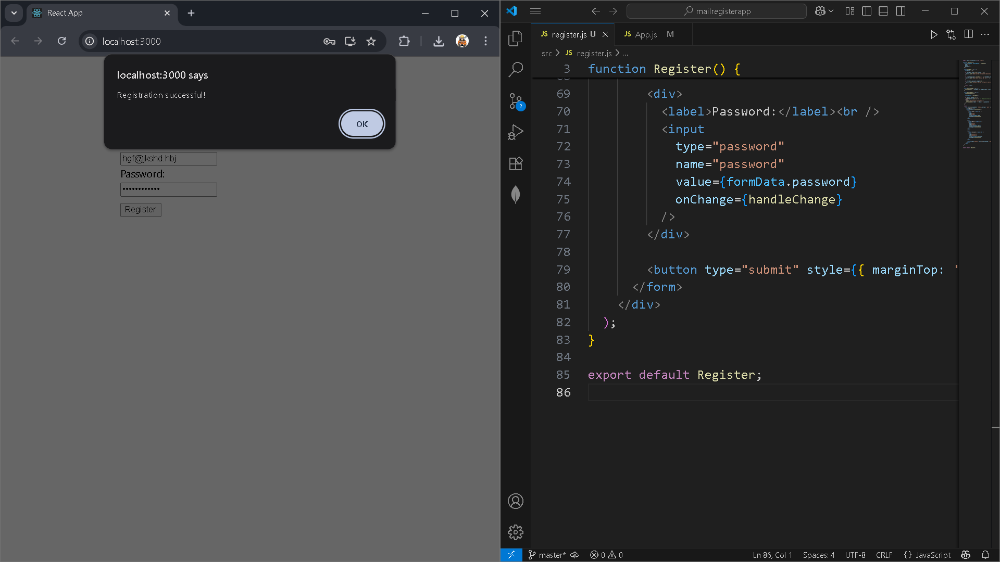 React App
localhost:3000
localhost:3000 says
Registration successful!
OK
hgf@jkshd.hbj
Password:
••••••••••••
Register
mailregisterapp
JS register.js U
JS App.js M
src > JS register.js > ...
3 function Register() {
69 <div>
70 <label>Password:</label><br />
71 <input
72 type="password"
73 name="password"
74 value={formData.password}
75 onChange={handleChange}
76 />
77 </div>
78
79 <button type="submit" style={{ marginTop: '
80 </form>
81 </div>
82 );
83 }
84
85 export default Register;
86
2
master* 0 0 Ln 86, Col 1 Spaces: 4 UTF-8 CRLF {} JavaScript